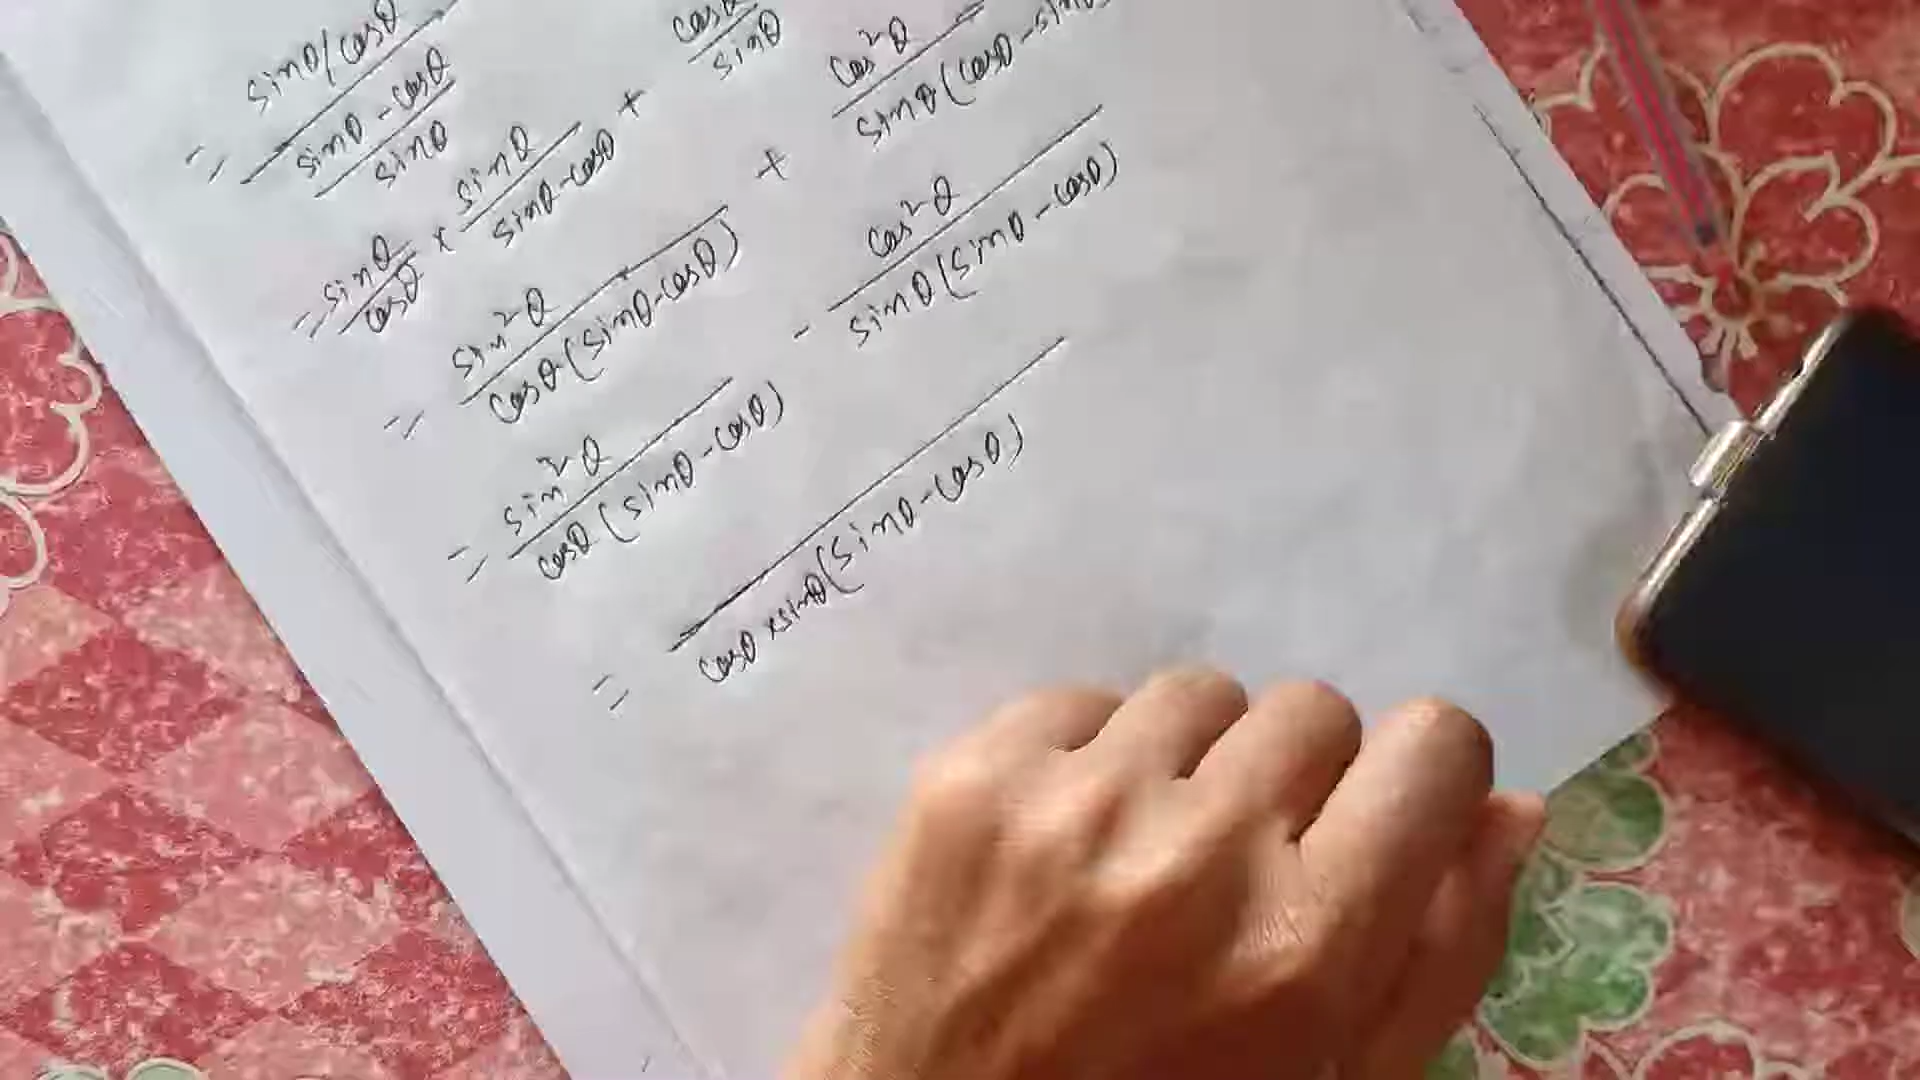 = sinθ/cosθ / (sinθ - cosθ / sinθ) cosθ / sinθ
= sinθ/cosθ × sinθ/sinθ-cosθ + cos²θ/sinθ(cosθ-sinθ
= sin²θ/cosθ(sinθ-cosθ) +
= sin²θ/cosθ(sinθ-cosθ) - cos²θ/sinθ(sinθ-cosθ)
= /cosθ×sinθ(sinθ-cosθ)